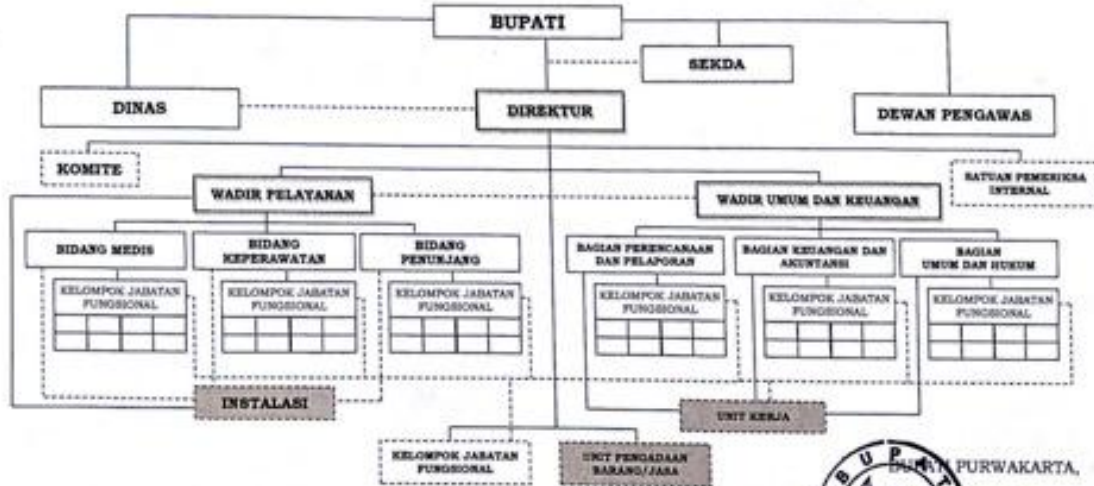 BUPATI
SEKDA
DINAS
DIREKTUR
DEWAN PENGAWAS
KOMITE
SATUAN PEMERIKSA
INTERNAL
WADIR PELAYANAN
WADIR UMUM DAN KEUANGAN
BIDANG MEDIS
BIDANG
KEPERAWATAN
BIDANG
PENUNJANG
BAGIAN PERENCANAAN
DAN PELAPORAN
BAGIAN KEUANGAN DAN
AKUNTANSI
BAGIAN
UMUM DAN HUKUM
KELOMPOK JABATAN
FUNGSIONAL
KELOMPOK JABATAN
FUNGSIONAL
KELOMPOK JABATAN
FUNGSIONAL
KELOMPOK JABATAN
FUNGSIONAL
KELOMPOK JABATAN
FUNGSIONAL
KELOMPOK JABATAN
FUNGSIONAL
INSTALASI
UNIT KERJA
KELOMPOK JABATAN
FUNGSIONAL
UNIT PENGADAAN
BARANG/JASA
BUPATI PURWAKARTA,
BUPAT